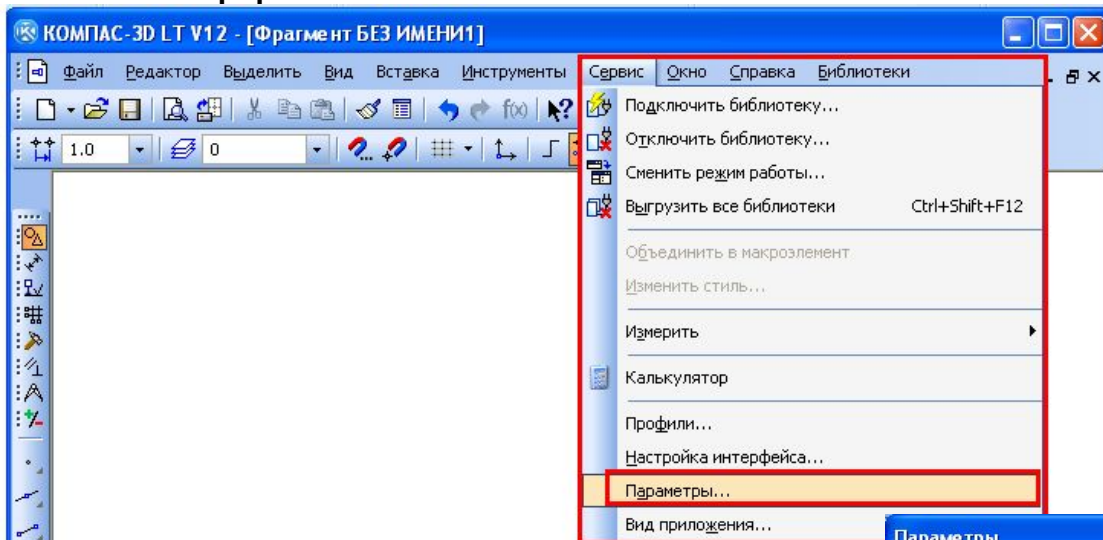 КОМПАС-3D LT V12 - [Фрагмент БЕЗ ИМЕНИ1]
Файл Редактор Выделить Вид Вставка Инструменты Сервис Окно Справка Библиотеки
1.0 0
Подключить библиотеку...
Отключить библиотеку...
Сменить режим работы...
Выгрузить все библиотеки Ctrl+Shift+F12
Объединить в макроэлемент
Изменить стиль...
Измерить
Калькулятор
Профили...
Настройка интерфейса...
Параметры...
Вид приложения...
Параметры